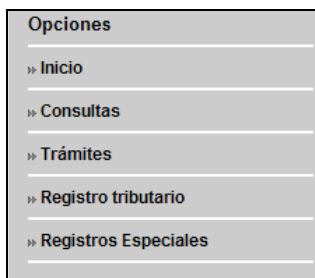 Opciones
» Inicio
» Consultas
» Trámites
» Registro tributario
» Registros Especiales